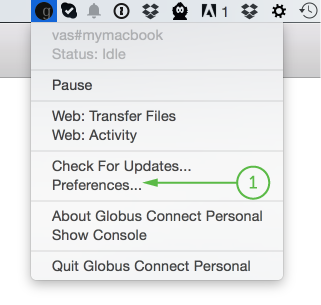 g A 1
vas#mymacbook
Status: Idle
Pause
Web: Transfer Files
Web: Activity
Check For Updates...
Preferences...
1
About Globus Connect Personal
Show Console
Quit Globus Connect Personal